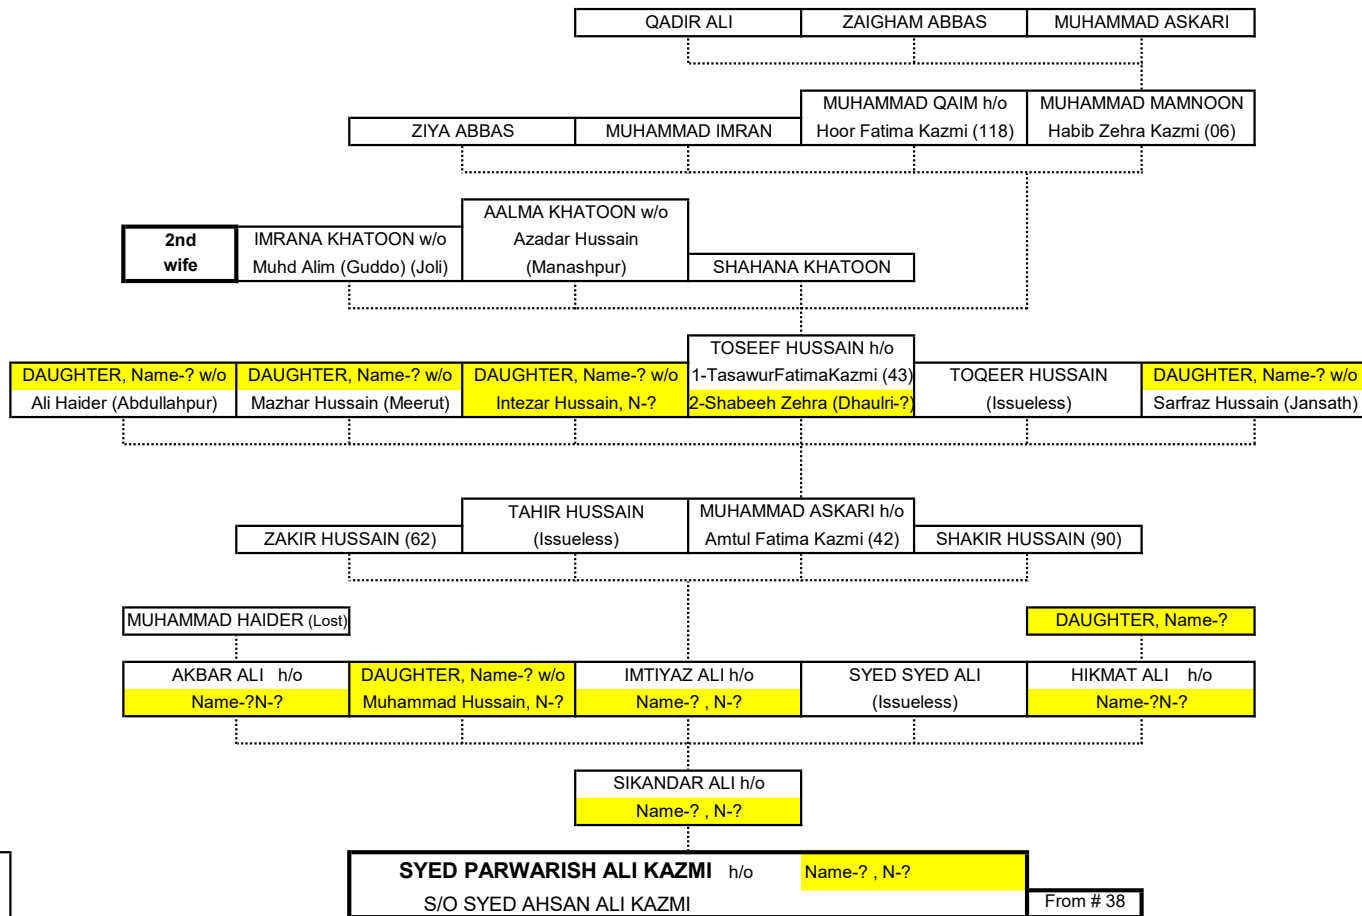 QADIR ALI
ZAIGHAM ABBAS
MUHAMMAD ASKARI
ZIYA ABBAS
MUHAMMAD IMRAN
MUHAMMAD QAIM h/o
Hoor Fatima Kazmi (118)
MUHAMMAD MAMNOON
Habib Zehra Kazmi (06)
2nd
wife
IMRANA KHATOON w/o
Muhd Alim (Guddo) (Joli)
AALMA KHATOON w/o
Azadar Hussain
(Manashpur)
SHAHANA KHATOON
DAUGHTER, Name-? w/o
Ali Haider (Abdullahpur)
DAUGHTER, Name-? w/o
Mazhar Hussain (Meerut)
DAUGHTER, Name-? w/o
Intezar Hussain, N-?
TOSEEF HUSSAIN h/o
1-TasawurFatimaKazmi (43)
2-Shabeeh Zehra (Dhaulri-?)
TOQEER HUSSAIN
(Issueless)
DAUGHTER, Name-? w/o
Sarfraz Hussain (Jansath)
ZAKIR HUSSAIN (62)
TAHIR HUSSAIN
(Issueless)
MUHAMMAD ASKARI h/o
Amtul Fatima Kazmi (42)
SHAKIR HUSSAIN (90)
MUHAMMAD HAIDER (Lost)
DAUGHTER, Name-?
AKBAR ALI h/o
Name-?N-?
DAUGHTER, Name-? w/o
Muhammad Hussain, N-?
IMTIYAZ ALI h/o
Name-? , N-?
SYED SYED ALI
(Issueless)
HIKMAT ALI h/o
Name-?N-?
SIKANDAR ALI h/o
Name-? , N-?
SYED PARWARISH ALI KAZMI h/o Name-? , N-?
S/O SYED AHSAN ALI KAZMI
From # 38